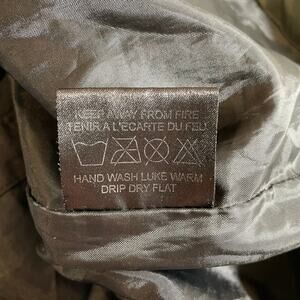 KEEP AWAY FROM FIRE
TENIR A L'ECARTE DU FEU
HAND WASH LUKE WARM
DRIP DRY FLAT